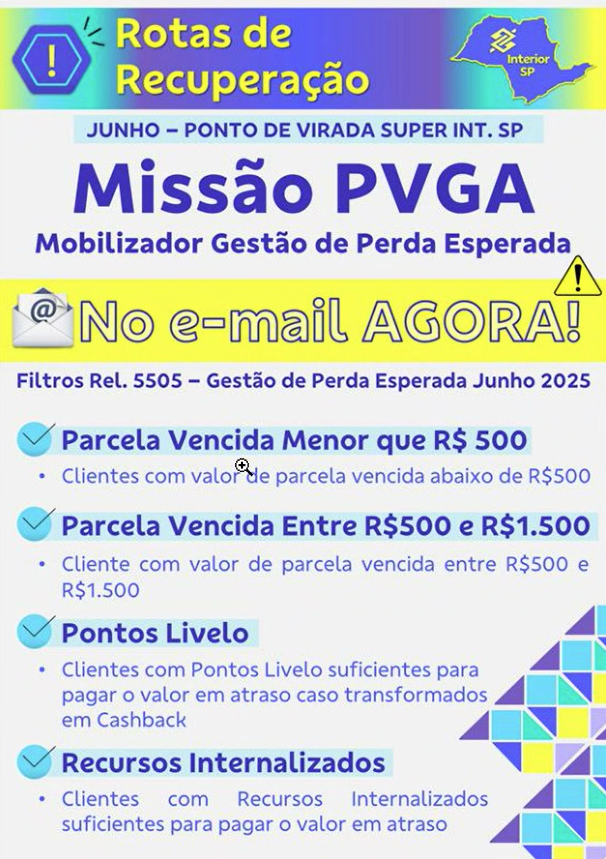 !
Rotas de
Recuperação
Interior
SP
JUNHO – PONTO DE VIRADA SUPER INT. SP
Missão PVGA
Mobilizador Gestão de Perda Esperada
!
@
No e-mail AGORA!
Filtros Rel. 5505 – Gestão de Perda Esperada Junho 2025
Parcela Vencida Menor que R$ 500
• Clientes com valor de parcela vencida abaixo de R$500
Parcela Vencida Entre R$500 e R$1.500
• Cliente com valor de parcela vencida entre R$500 e
R$1.500
Pontos Livelo
• Clientes com Pontos Livelo suficientes para
pagar o valor em atraso caso transformados
em Cashback
Recursos Internalizados
• Clientes com Recursos Internalizados
suficientes para pagar o valor em atraso